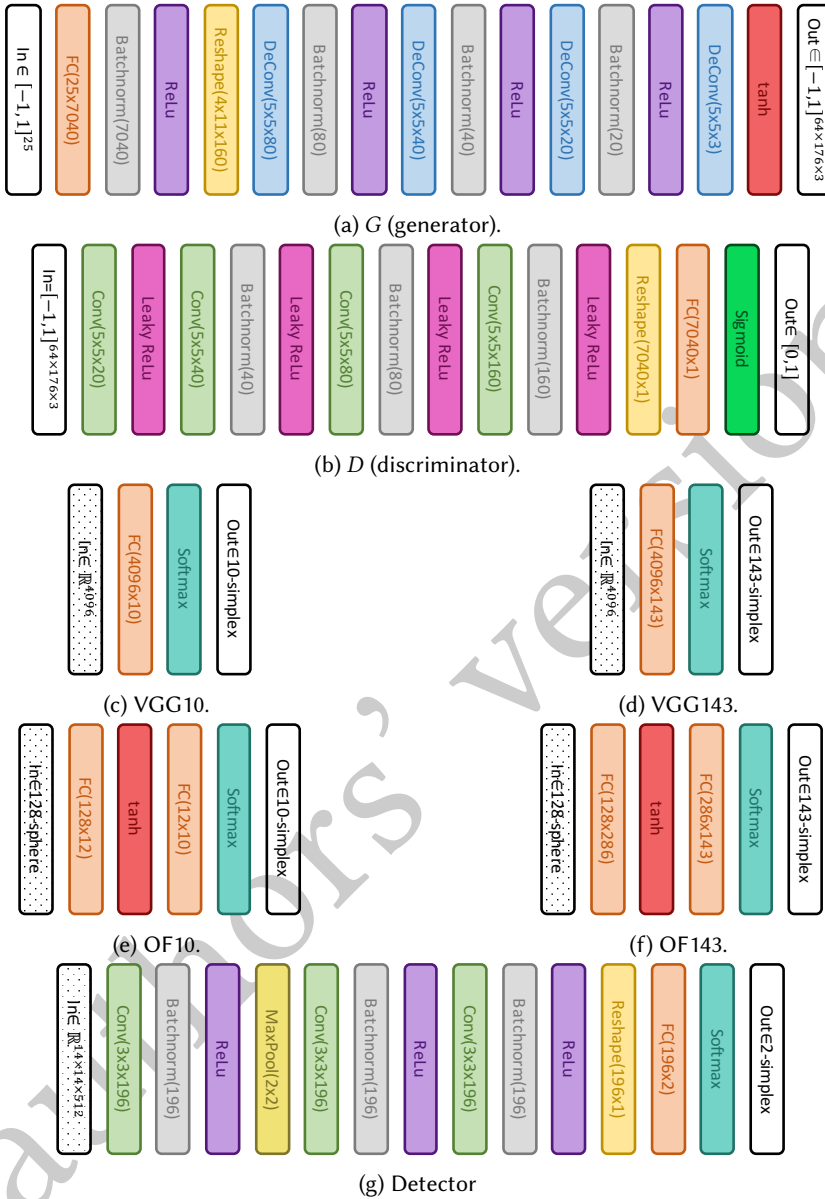 In ∈ [−1,1]^25
FC(25x7040)
Batchnorm(7040)
ReLu
Reshape(4x11x160)
DeConv(5x5x80)
Batchnorm(80)
ReLu
DeConv(5x5x40)
Batchnorm(40)
ReLu
DeConv(5x5x20)
Batchnorm(20)
ReLu
DeConv(5x5x3)
tanh
Out ∈ [−1,1]^64×176×3
(a) G (generator).
In=[−1,1]^64×176×3
Conv(5x5x20)
Leaky ReLu
Conv(5x5x40)
Batchnorm(40)
Leaky ReLu
Conv(5x5x80)
Batchnorm(80)
Leaky ReLu
Conv(5x5x160)
Batchnorm(160)
Leaky ReLu
Reshape(7040x1)
FC(7040x1)
Sigmoid
Out∈ [0,1]
(b) D (discriminator).
In∈ ℝ^4096
FC(4096x10)
Softmax
Out∈10-simplex
(c) VGG10.
In∈ ℝ^4096
FC(4096x143)
Softmax
Out∈143-simplex
(d) VGG143.
In∈128-sphere
FC(128x12)
tanh
FC(12x10)
Softmax
Out∈10-simplex
(e) OF10.
In∈128-sphere
FC(128x286)
tanh
FC(286x143)
Softmax
Out∈143-simplex
(f) OF143.
In∈ ℝ^14×14×512
Conv(3x3x196)
Batchnorm(196)
ReLu
MaxPool(2x2)
Conv(3x3x196)
Batchnorm(196)
ReLu
Conv(3x3x196)
Batchnorm(196)
ReLu
Reshape(196x1)
FC(196x2)
Softmax
Out∈2-simplex
(g) Detector
authors’ version